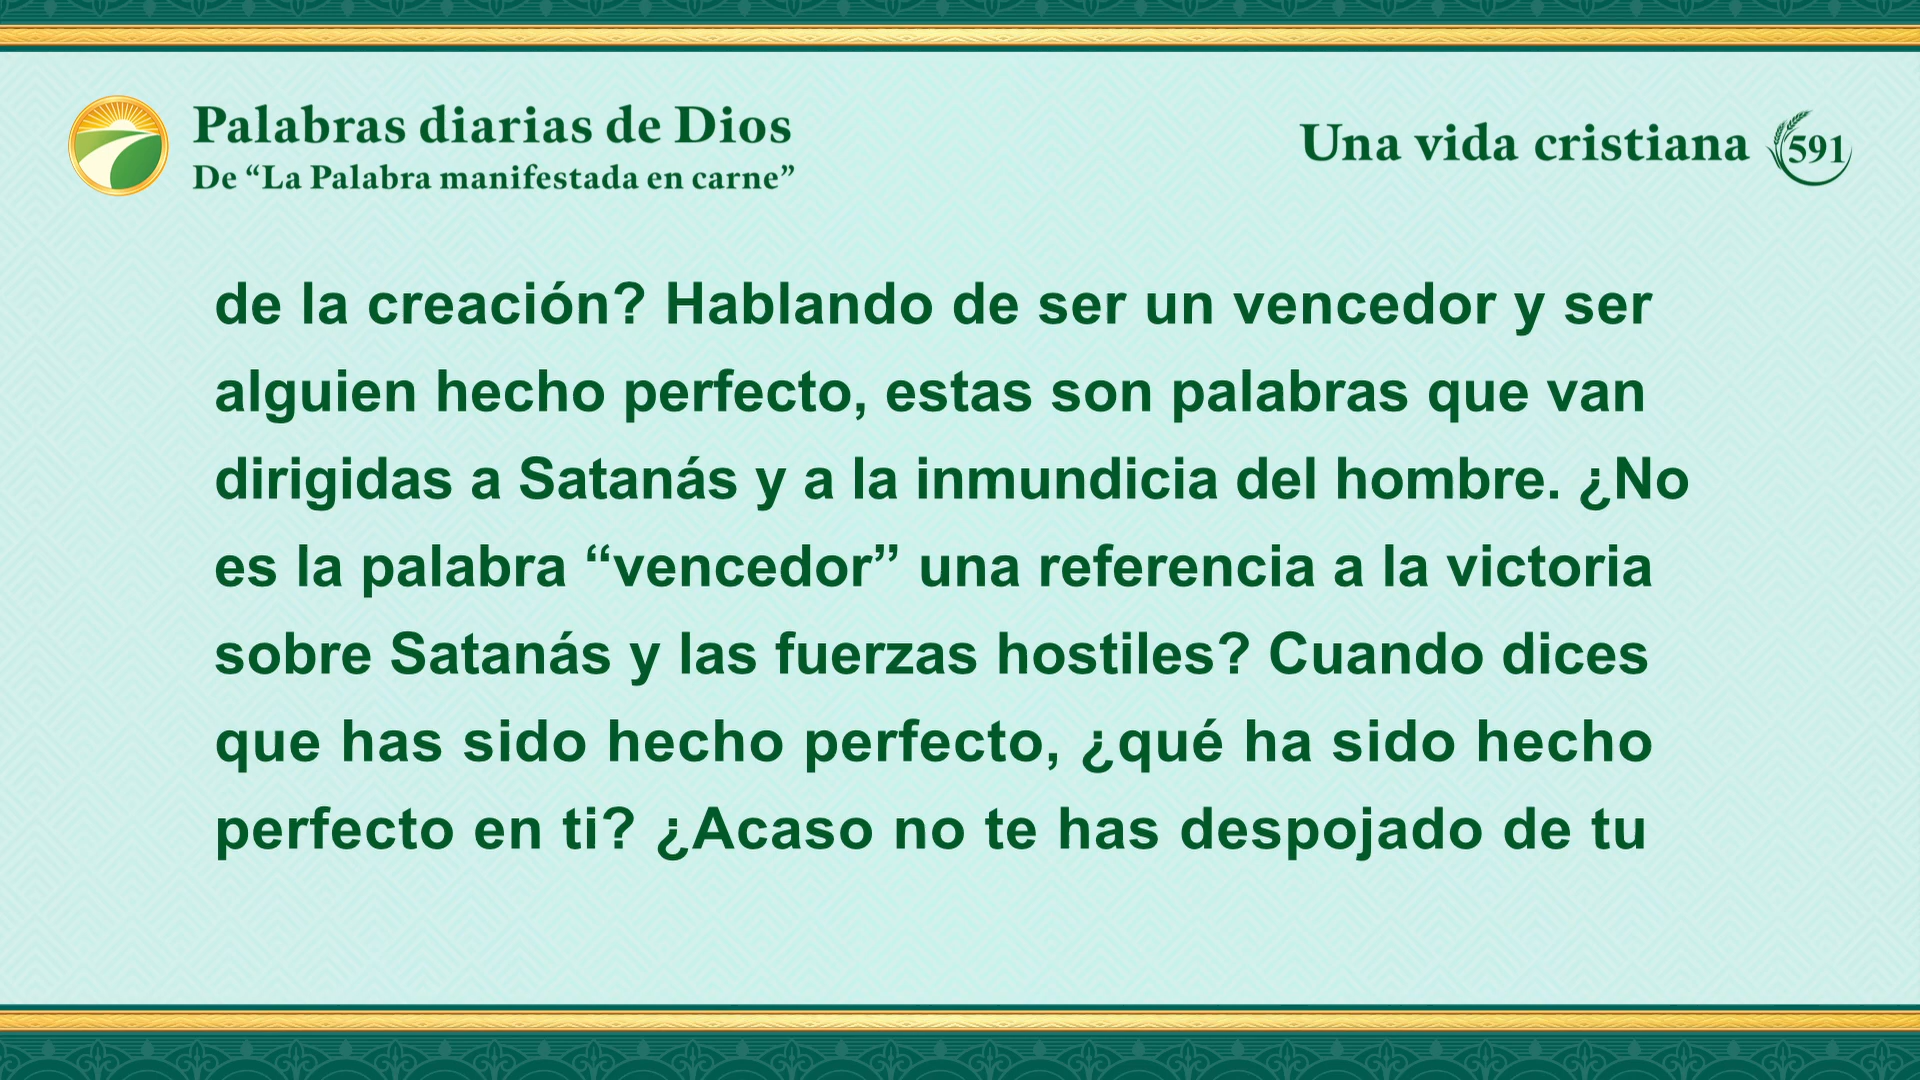 Palabras diarias de Dios
De “La Palabra manifestada en carne”
Una vida cristiana 591
de la creación? Hablando de ser un vencedor y ser
alguien hecho perfecto, estas son palabras que van
dirigidas a Satanás y a la inmundicia del hombre. ¿No
es la palabra “vencedor” una referencia a la victoria
sobre Satanás y las fuerzas hostiles? Cuando dices
que has sido hecho perfecto, ¿qué ha sido hecho
perfecto en ti? ¿Acaso no te has despojado de tu